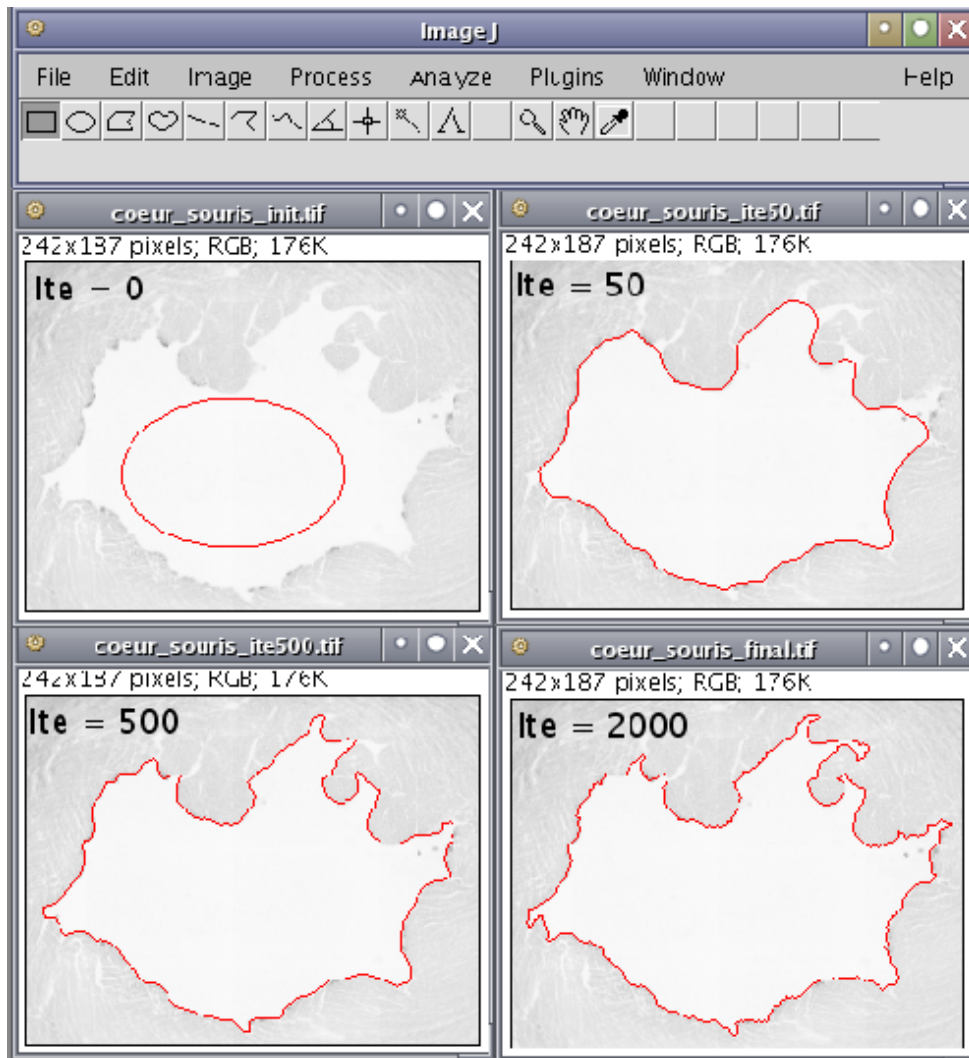 ImageJ
File Edit Image Process Analyze Plugins Window Help
coeur_souris_init.tif
242x187 pixels; RGB; 176K
Ite = 0
coeur_souris_ite50.tif
242x187 pixels; RGB; 176K
Ite = 50
coeur_souris_ite500.tif
242x187 pixels; RGB; 176K
Ite = 500
coeur_souris_final.tif
242x187 pixels; RGB; 176K
Ite = 2000